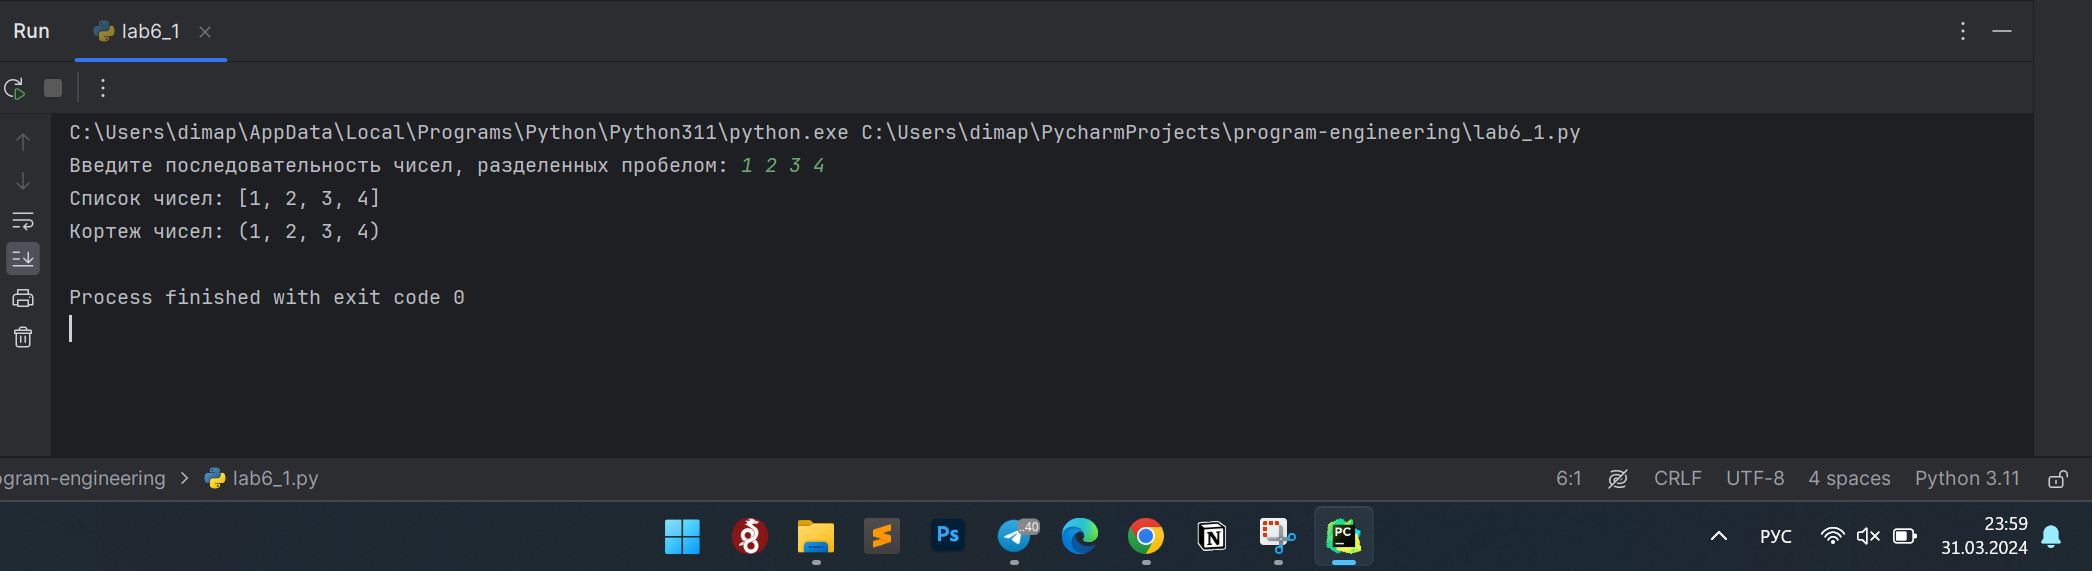 Run
lab6_1
C:\Users\dimap\AppData\Local\Programs\Python\Python311\python.exe C:\Users\dimap\PycharmProjects\program-engineering\lab6_1.py
Введите последовательность чисел, разделенных пробелом: 1 2 3 4
Список чисел: [1, 2, 3, 4]
Кортеж чисел: (1, 2, 3, 4)
Process finished with exit code 0
ogram-engineering > lab6_1.py
6:1 CRLF UTF-8 4 spaces Python 3.11
Ps
..40
N
PC
РУС
23:59
31.03.2024